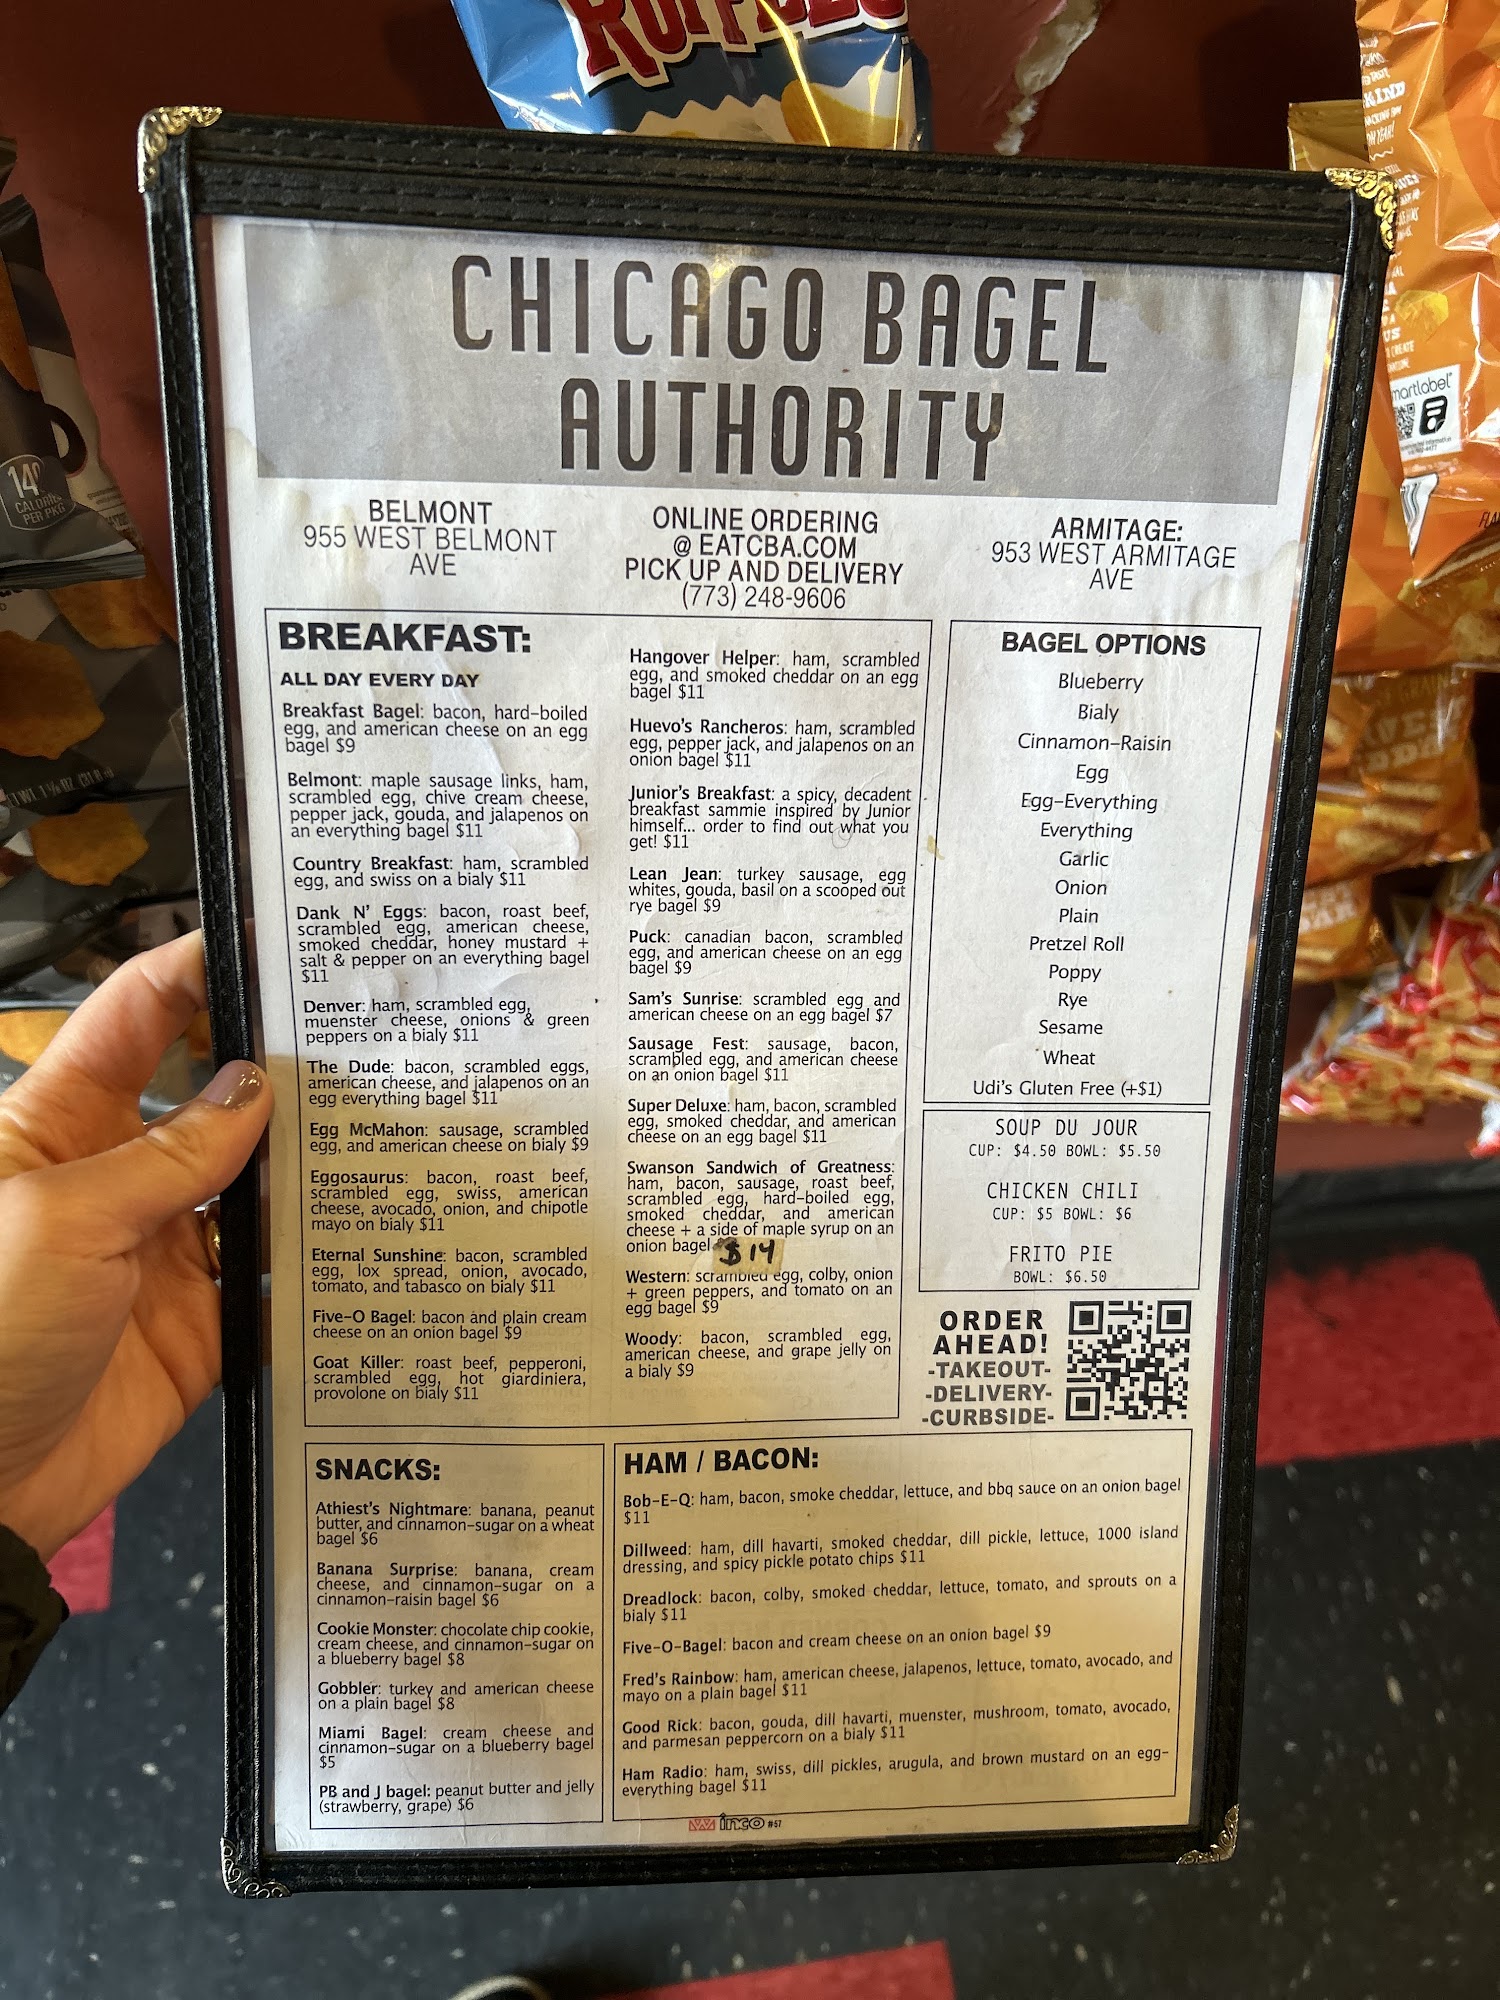 RUFFLES
CHICAGO BAGEL
AUTHORITY
BELMONT
955 WEST BELMONT
AVE
ONLINE ORDERING
@ EATCBA.COM
PICK UP AND DELIVERY
(773) 248-9606
ARMITAGE:
953 WEST ARMITAGE
AVE
BREAKFAST:
ALL DAY EVERY DAY
Breakfast Bagel: bacon, hard-boiled
egg, and american cheese on an egg
bagel $9
Belmont: maple sausage links, ham,
scrambled egg, chive cream cheese,
pepper jack, gouda, and jalapenos on
an everything bagel $11
Country Breakfast: ham, scrambled
egg, and swiss on a bialy $11
Dank N' Eggs: bacon, roast beef,
scrambled egg, american cheese,
smoked cheddar, honey mustard +
salt & pepper on an everything bagel
$11
Denver: ham, scrambled egg,
muenster cheese, onions & green
peppers on a bialy $11
The Dude: bacon, scrambled eggs,
american cheese, and jalapenos on an
egg everything bagel $11
Egg McMahon: sausage, scrambled
egg, and american cheese on bialy $9
Eggosaurus: bacon, roast beef,
scrambled egg, swiss, american
cheese, avocado, onion, and chipotle
mayo on bialy $11
Eternal Sunshine: bacon, scrambled
egg, lox spread, onion, avocado,
tomato, and tabasco on bialy $11
Five-O Bagel: bacon and plain cream
cheese on an onion bagel $9
Goat Killer: roast beef, pepperoni,
scrambled egg, hot giardiniera,
provolone on bialy $11
Hangover Helper: ham, scrambled
egg, and smoked cheddar on an egg
bagel $11
Huevo's Rancheros: ham, scrambled
egg, pepper jack, and jalapenos on an
onion bagel $11
Junior's Breakfast: a spicy, decadent
breakfast sammie inspired by Junior
himself... order to find out what you
get! $11
Lean Jean: turkey sausage, egg
whites, gouda, basil on a scooped out
rye bagel $9
Puck: canadian bacon, scrambled
egg, and american cheese on an egg
bagel $9
Sam's Sunrise: scrambled egg and
american cheese on an egg bagel $7
Sausage Fest: sausage, bacon,
scrambled egg, and american cheese
on an onion bagel $11
Super Deluxe: ham, bacon, scrambled
egg, smoked cheddar, and american
cheese on an egg bagel $11
Swanson Sandwich of Greatness:
ham, bacon, sausage, roast beef,
scrambled egg, hard-boiled egg,
smoked cheddar, and american
cheese + a side of maple syrup on an
onion bagel $14
Western: scrambled egg, colby, onion
+ green peppers, and tomato on an
egg bagel $9
Woody: bacon, scrambled egg,
american cheese, and grape jelly on
a bialy $9
BAGEL OPTIONS
Blueberry
Bialy
Cinnamon-Raisin
Egg
Egg-Everything
Everything
Garlic
Onion
Plain
Pretzel Roll
Poppy
Rye
Sesame
Wheat
Udi's Gluten Free (+$1)
SOUP DU JOUR
CUP: $4.50 BOWL: $5.50
CHICKEN CHILI
CUP: $5 BOWL: $6
FRITO PIE
BOWL: $6.50
ORDER
AHEAD!
-TAKEOUT-
-DELIVERY-
-CURBSIDE-
SNACKS:
Athiest's Nightmare: banana, peanut
butter, and cinnamon-sugar on a wheat
bagel $6
Banana Surprise: banana, cream
cheese, and cinnamon-sugar on a
cinnamon-raisin bagel $6
Cookie Monster: chocolate chip cookie,
cream cheese, and cinnamon-sugar on
a blueberry bagel $8
Gobbler: turkey and american cheese
on a plain bagel $8
Miami Bagel: cream cheese and
cinnamon-sugar on a blueberry bagel
$5
PB and J bagel: peanut butter and jelly
(strawberry, grape) $6
HAM / BACON:
Bob-E-Q: ham, bacon, smoke cheddar, lettuce, and bbq sauce on an onion bagel
$11
Dillweed: ham, dill havarti, smoked cheddar, dill pickle, lettuce, 1000 island
dressing, and spicy pickle potato chips $11
Dreadlock: bacon, colby, smoked cheddar, lettuce, tomato, and sprouts on a
bialy $11
Five-O-Bagel: bacon and cream cheese on an onion bagel $9
Fred's Rainbow: ham, american cheese, jalapenos, lettuce, tomato, avocado, and
mayo on a plain bagel $11
Good Rick: bacon, gouda, dill havarti, muenster, mushroom, tomato, avocado,
and parmesan peppercorn on a bialy $11
Ham Radio: ham, swiss, dill pickles, arugula, and brown mustard on an egg-
everything bagel $11
Winco #57
CALORIES
PER PKG
KIND
smartlabel